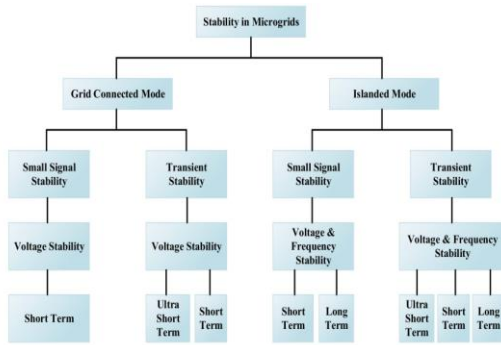 Stability in Microgrids
Grid Connected Mode
Islanded Mode
Small Signal
Stability
Transient
Stability
Small Signal
Stability
Transient
Stability
Voltage Stability
Voltage Stability
Voltage &
Frequency
Stability
Voltage & Frequency
Stability
Short Term
Ultra
Short
Term
Short
Term
Short
Term
Long
Term
Ultra
Short
Term
Short
Term
Long
Term